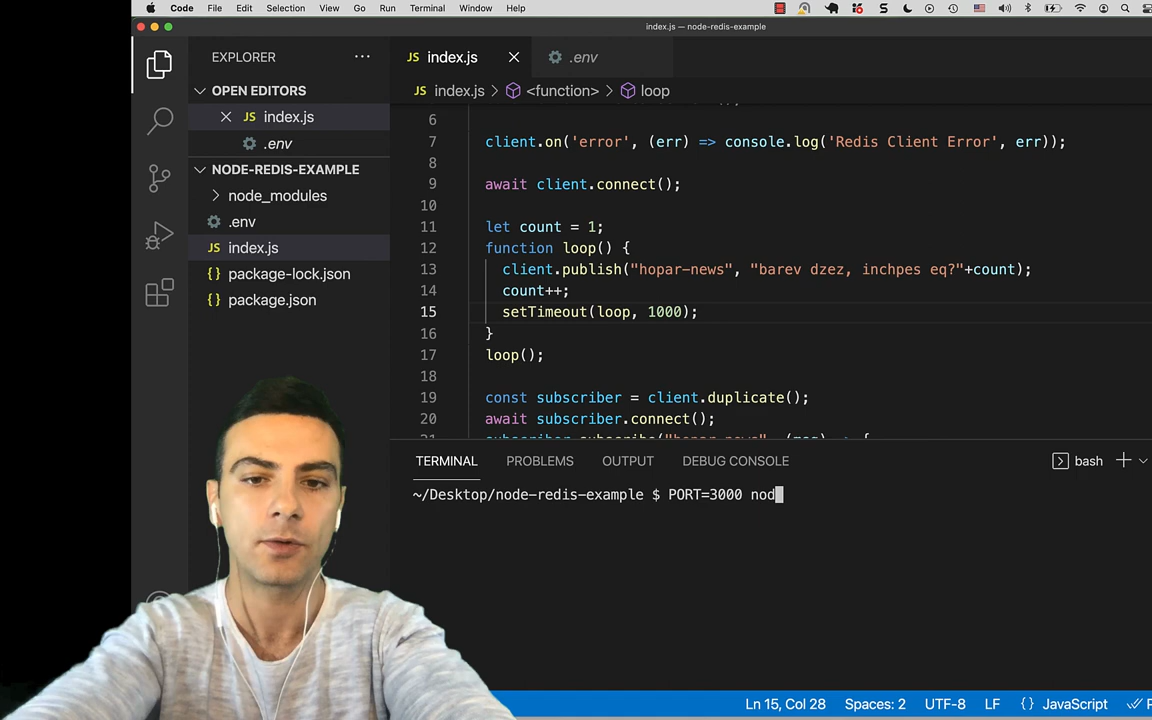 Code File Edit Selection View Go Run Terminal Window Help
index.js — node-redis-example
EXPLORER
OPEN EDITORS
JS index.js
.env
NODE-REDIS-EXAMPLE
node_modules
.env
JS index.js
{} package-lock.json
{} package.json
JS index.js
.env
JS index.js > <function> > loop
6
7 client.on('error', (err) => console.log('Redis Client Error', err));
8
9 await client.connect();
10
11 let count = 1;
12 function loop() {
13 client.publish("hopar-news", "barev dzez, inchpes eq?"+count);
14 count++;
15 setTimeout(loop, 1000);
16 }
17 loop();
18
19 const subscriber = client.duplicate();
20 await subscriber.connect();
TERMINAL PROBLEMS OUTPUT DEBUG CONSOLE
bash
~/Desktop/node-redis-example $ PORT=3000 nod
Ln 15, Col 28 Spaces: 2 UTF-8 LF {} JavaScript